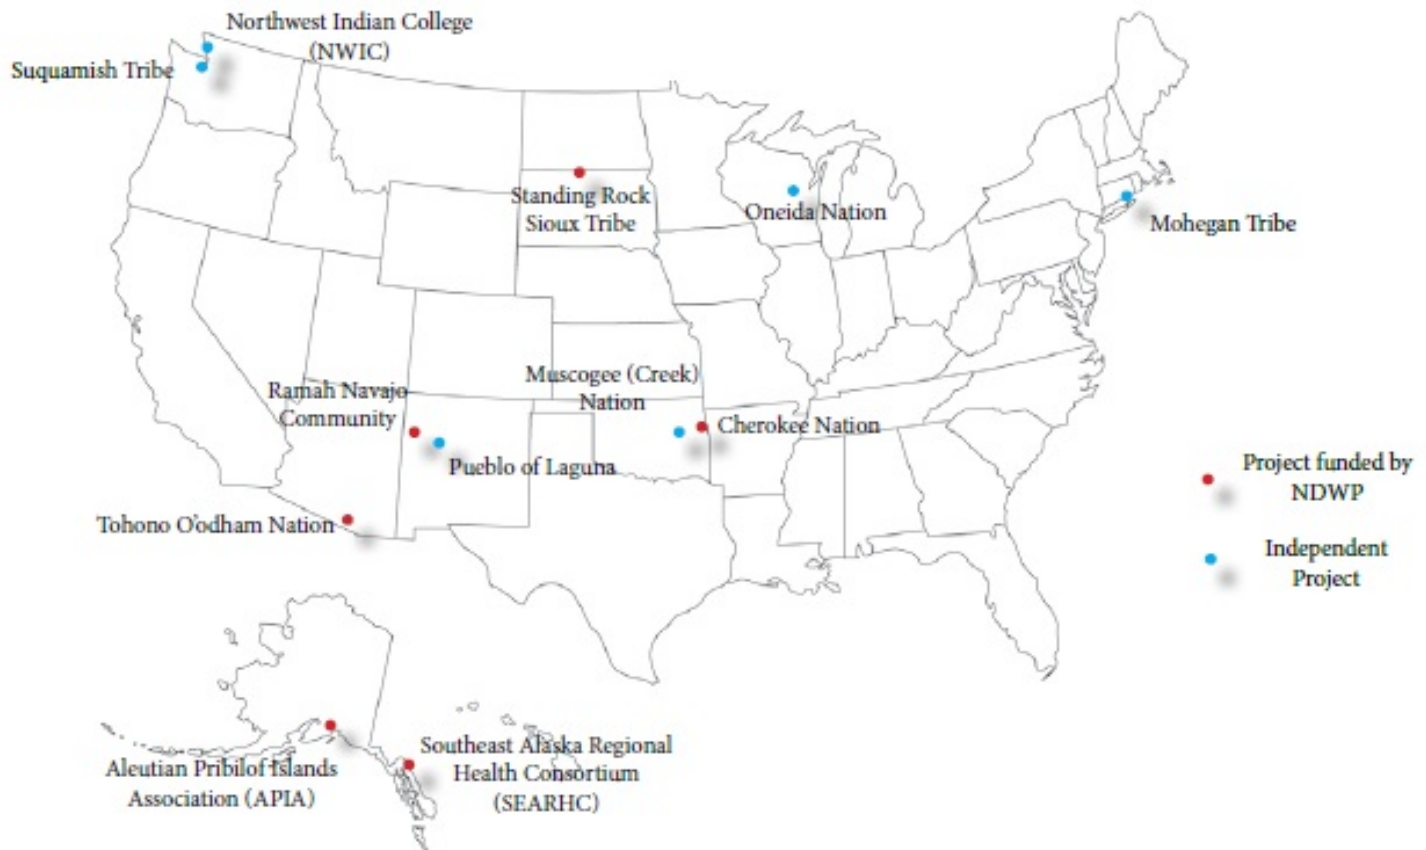 Northwest Indian College
(NWIC)
Suquamish Tribe
Standing Rock
Sioux Tribe
Oneida Nation
Mohegan Tribe
Muscogee (Creek)
Nation
Ramah Navajo
Community
Cherokee Nation
Pueblo of Laguna
Tohono O'odham Nation
Project funded by
NDWP
Independent
Project
Aleutian Pribilof Islands
Association (APIA)
Southeast Alaska Regional
Health Consortium
(SEARHC)